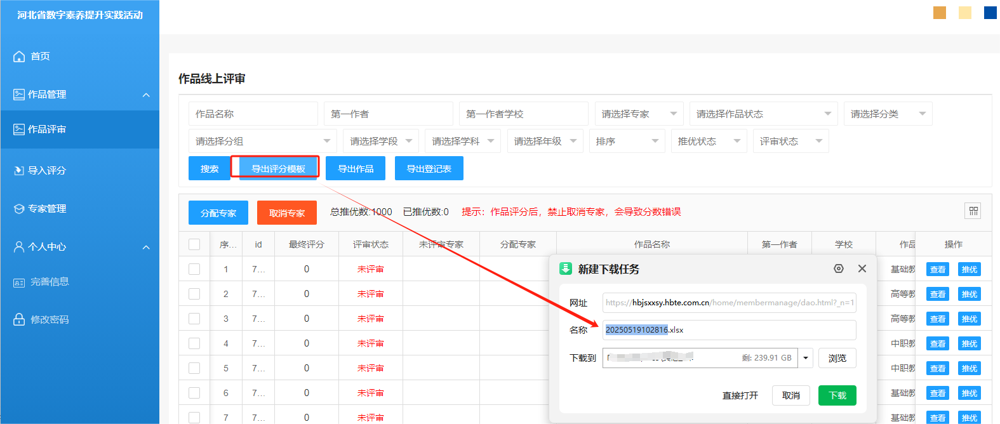 河北省数字素养提升实践活动
首页
作品管理
作品评审
导入评分
专家管理
个人中心
完善信息
修改密码
作品线上评审
作品名称 第一作者 第一作者学校 请选择专家 请选择作品状态 请选择分类
请选择分组 请选择学段 请选择学科 请选择年级 排序 推优状态 评审状态
搜索 导出评分模板 导出作品 导出登记表
分配专家 取消专家 总推优数:1000 已推优数:0 提示：作品评分后，禁止取消专家，会导致分数错误
序... id 最终评分 评审状态 未评审专家 分配专家 作品名称 第一作者 学校 作品 操作
1 7... 0 未评审 基础教 查看 推优
2 7... 0 未评审 高等教 查看 推优
3 7... 0 未评审 高等教 查看 推优
4 7... 0 未评审 中职教 查看 推优
5 7... 0 未评审 中职教 查看 推优
6 7... 0 未评审 基础教 查看 推优
7 7... 0 未评审 基础教 查看 推优
新建下载任务
网址 https://hbjsxxsy.hbte.com.cn/home/membermanage/dao.html?_n=1
名称 20250519102816.xlsx
下载到 剩: 239.91 GB 浏览
直接打开 取消 下载